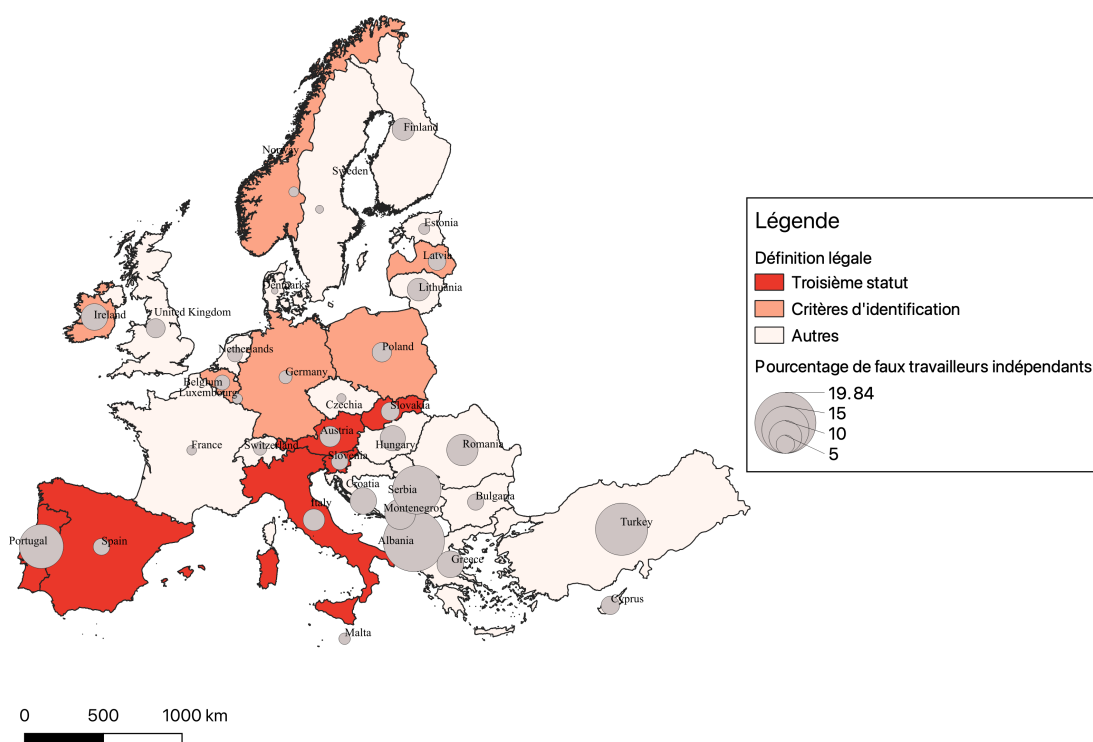 Finland
Norway
Sweden
Estonia
Latvia
Lithuania
Denmark
Ireland
United Kingdom
Netherlands
Poland
Germany
Belgium
Luxembourg
Czechia
Slovakia
Austria
France
Switzerland
Hungary
Romania
Slovenia
Croatia
Serbia
Bulgaria
Italy
Montenegro
Turkey
Portugal
Spain
Albania
Greece
Cyprus
Malta
Légende
Définition légale
Troisième statut
Critères d'identification
Autres
Pourcentage de faux travailleurs indépendants
19.84
15
10
5
0 500 1000 km